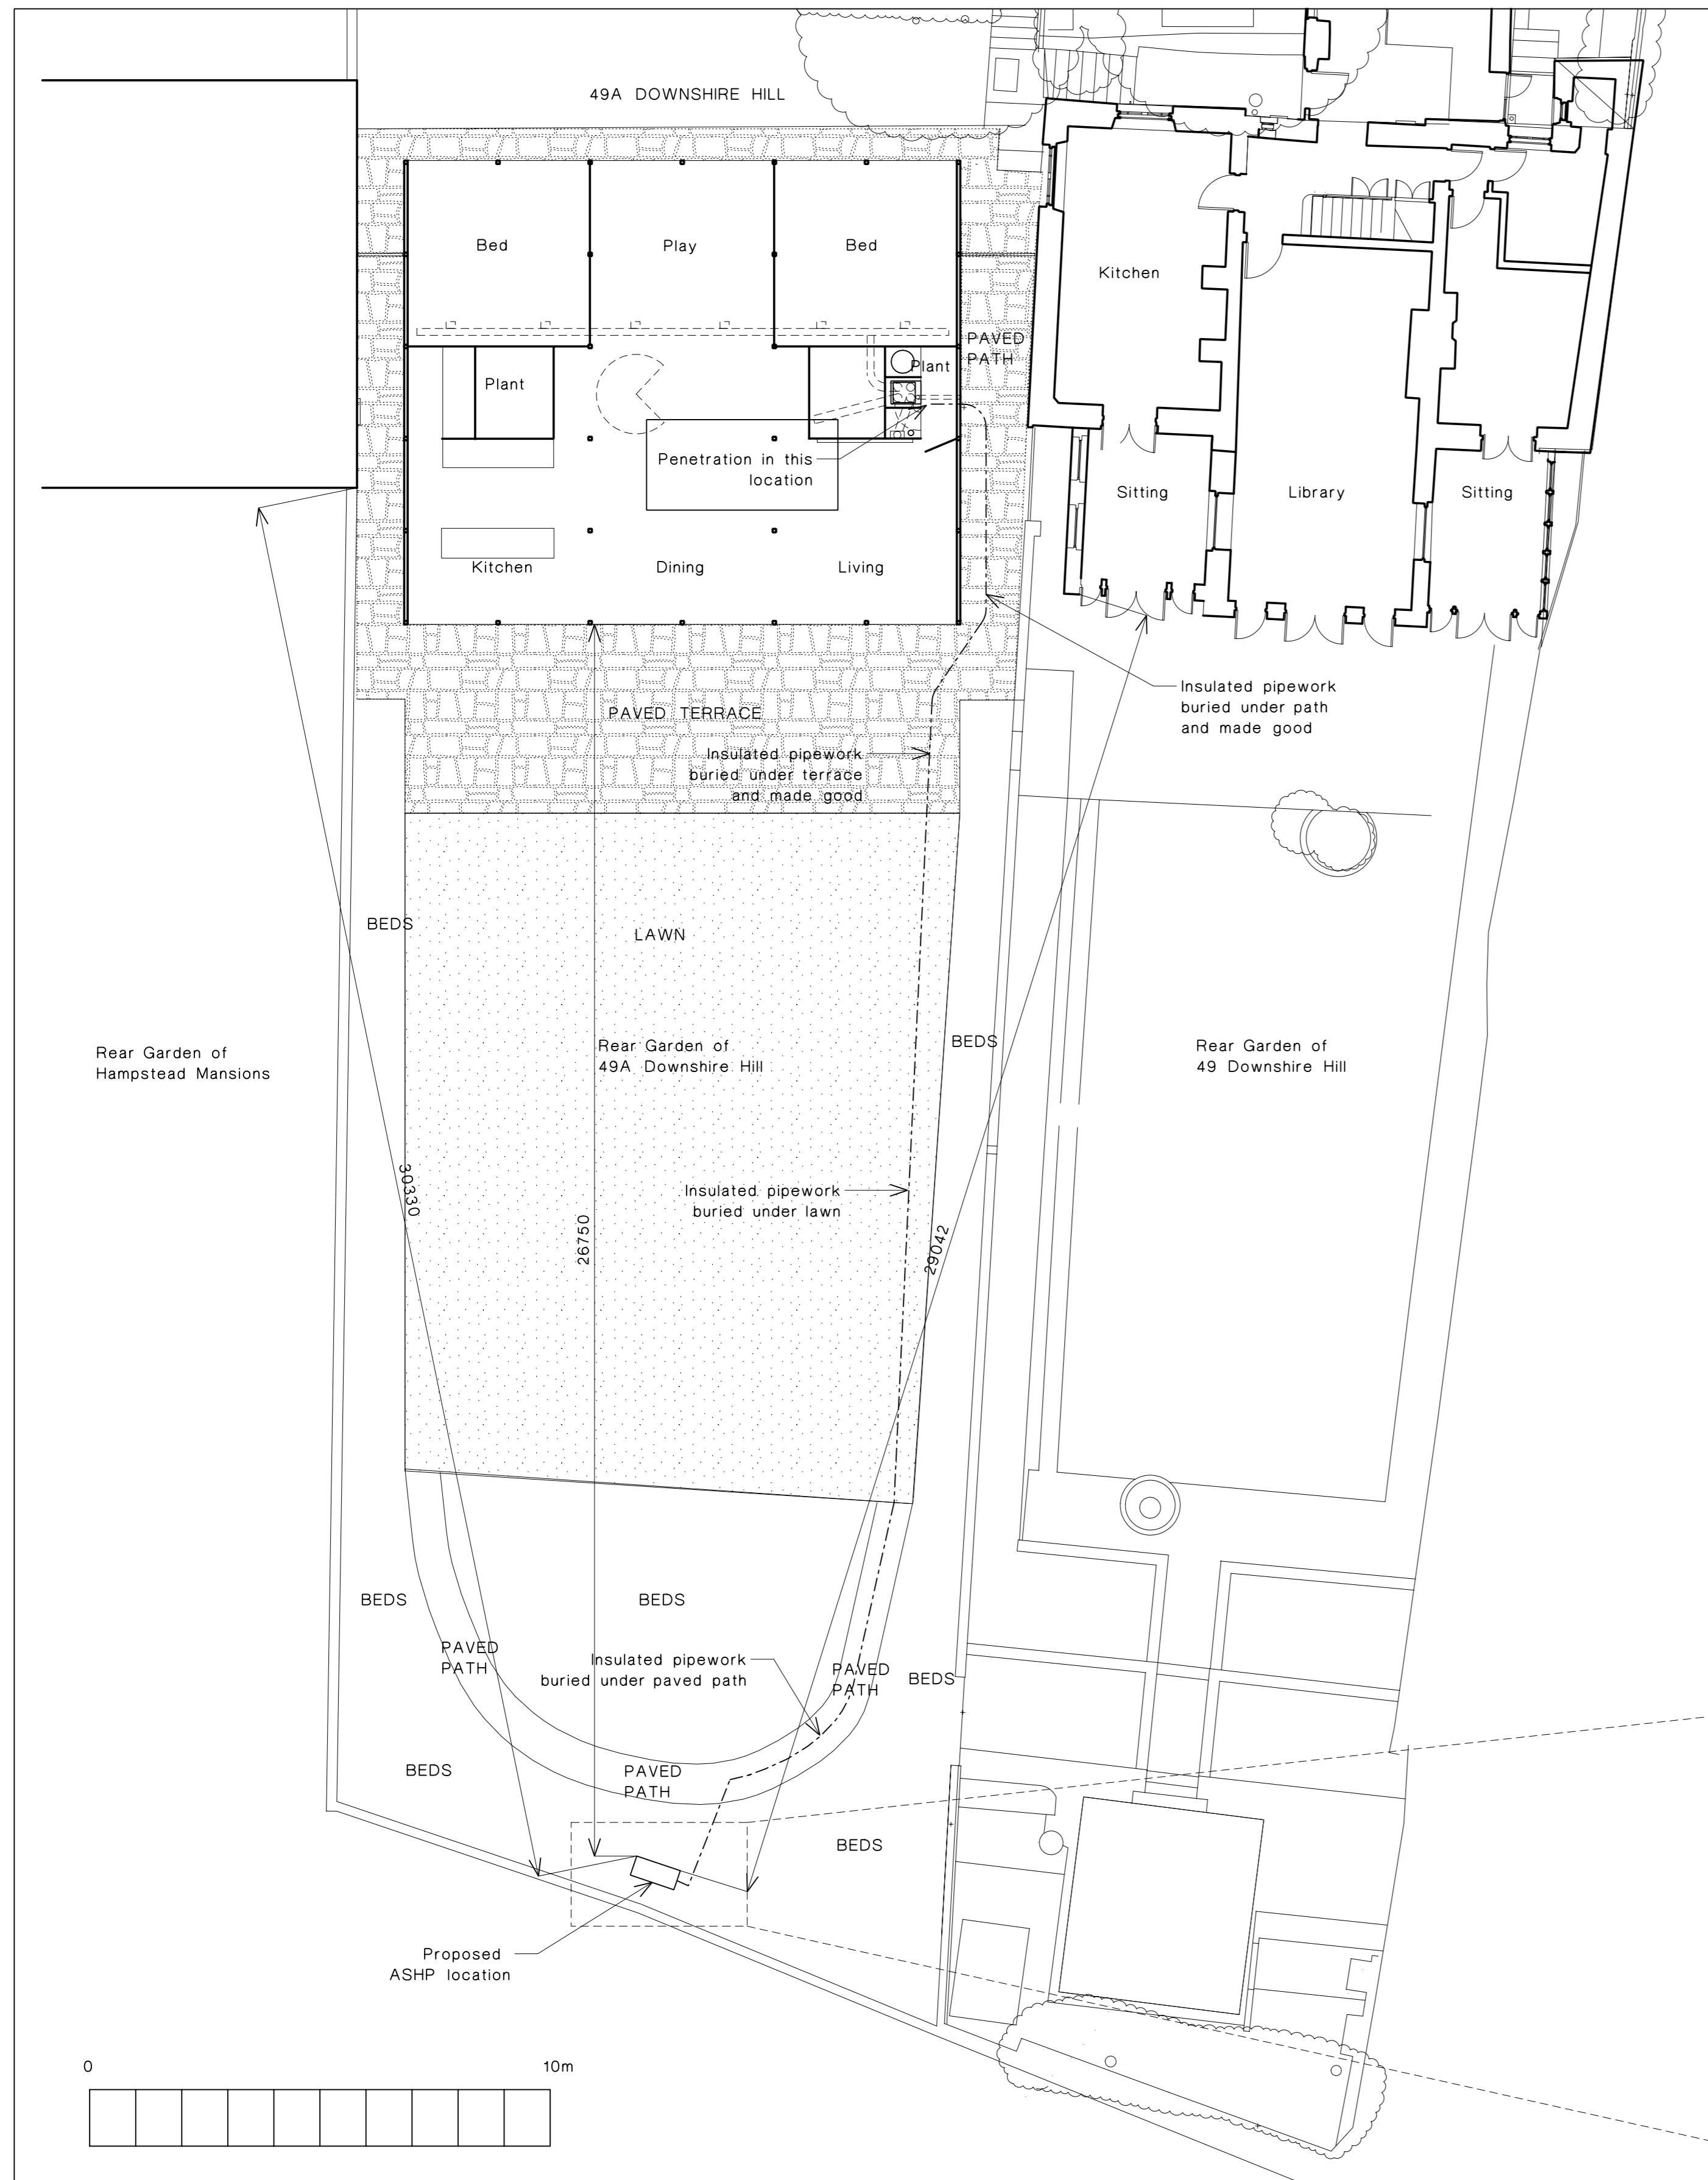 49A DOWNSHIRE HILL
Bed
Play
Bed
Kitchen
PAVED
PATH
Plant
Plant
Penetration in this
location
Sitting
Library
Sitting
Kitchen
Dining
Living
Insulated pipework
buried under path
and made good
PAVED TERRACE
Insulated pipework
buried under terrace
and made good
BEDS
LAWN
BEDS
Rear Garden of
Hampstead Mansions
Rear Garden of
49A Downshire Hill
Rear Garden of
49 Downshire Hill
30330
26750
29042
Insulated pipework
buried under lawn
BEDS
BEDS
PAVED
PATH
Insulated pipework
buried under paved path
PAVED
PATH
BEDS
BEDS
PAVED
PATH
BEDS
Proposed
ASHP location
0
10m